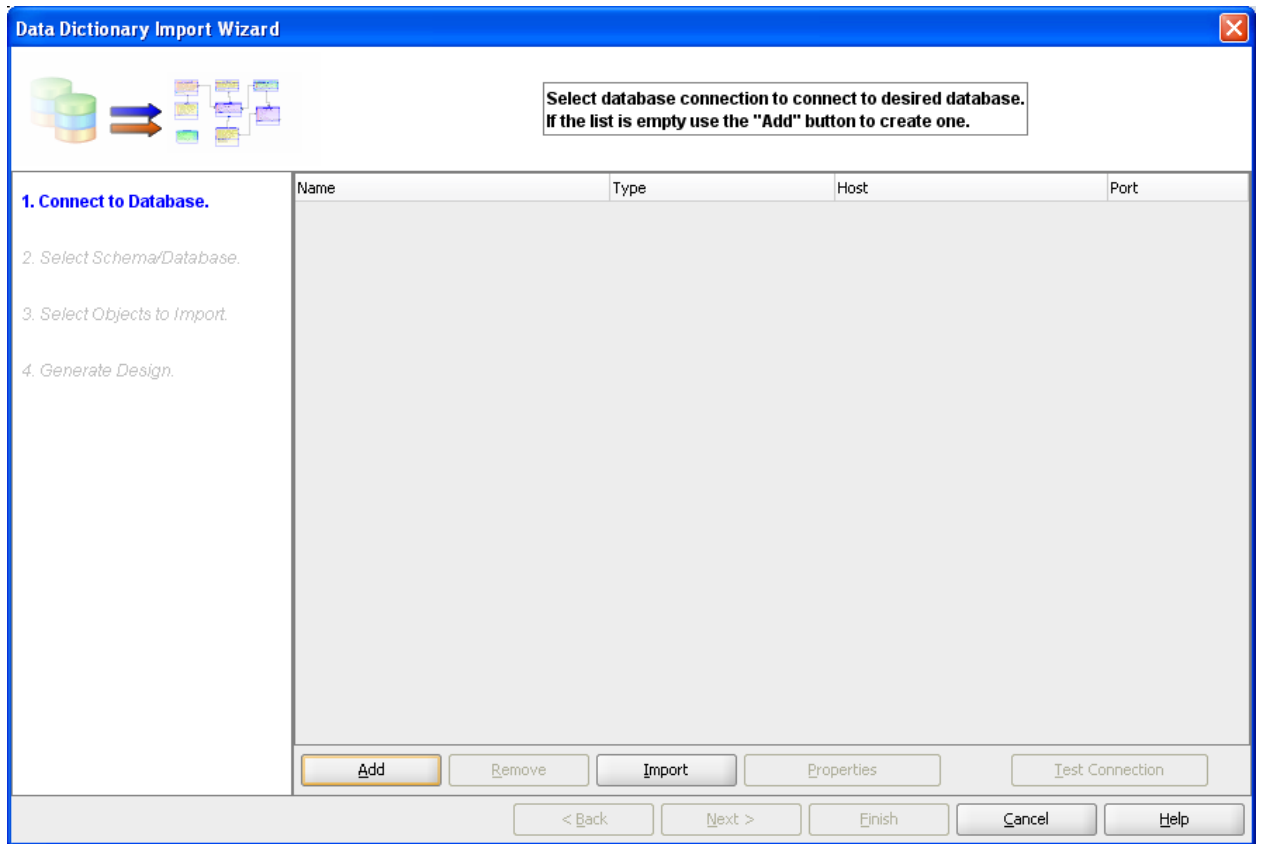 Data Dictionary Import Wizard
Select database connection to connect to desired database.
If the list is empty use the "Add" button to create one.
1. Connect to Database.
2. Select Schema/Database.
3. Select Objects to Import.
4. Generate Design.
Name Type Host Port
Add Remove Import Properties Test Connection
< Back Next > Finish Cancel Help